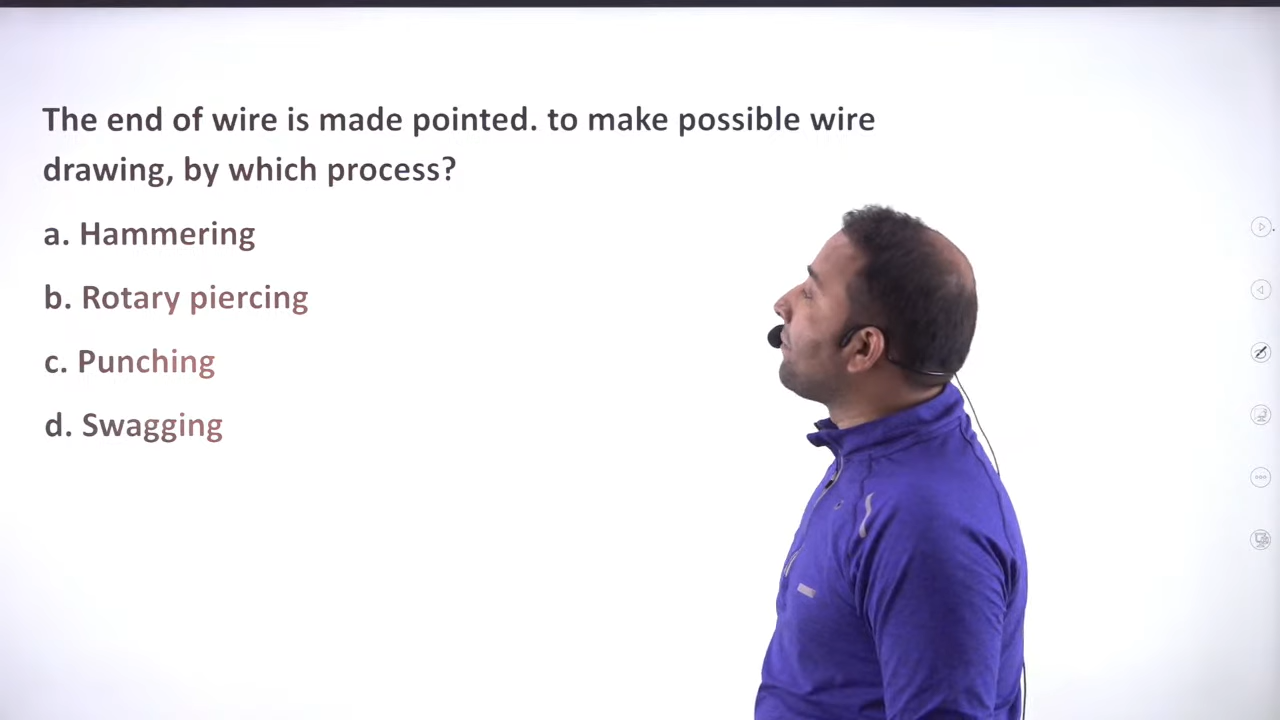 The end of wire is made pointed. to make possible wire
drawing, by which process?
a. Hammering
b. Rotary piercing
c. Punching
d. Swagging